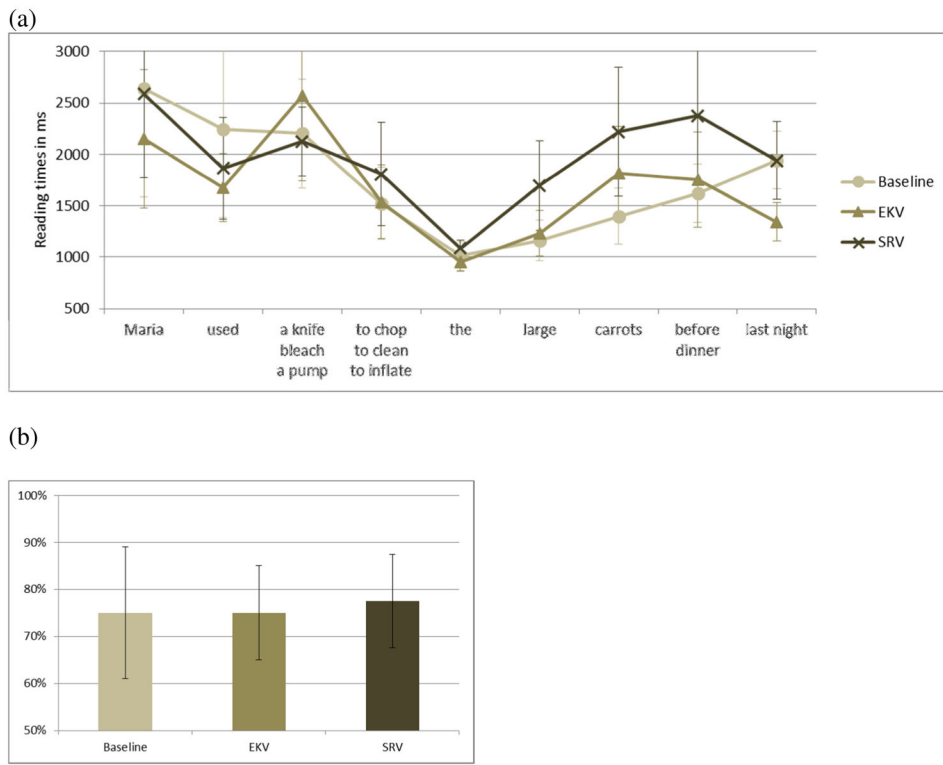 (a)
3000
2500
2000
1500
1000
500
Reading times in ms
Maria used a knife to chop the large carrots before last night
bleach to clean dinner
a pump to inflate
Baseline
EKV
SRV
(b)
100%
90%
80%
70%
60%
50%
Baseline EKV SRV